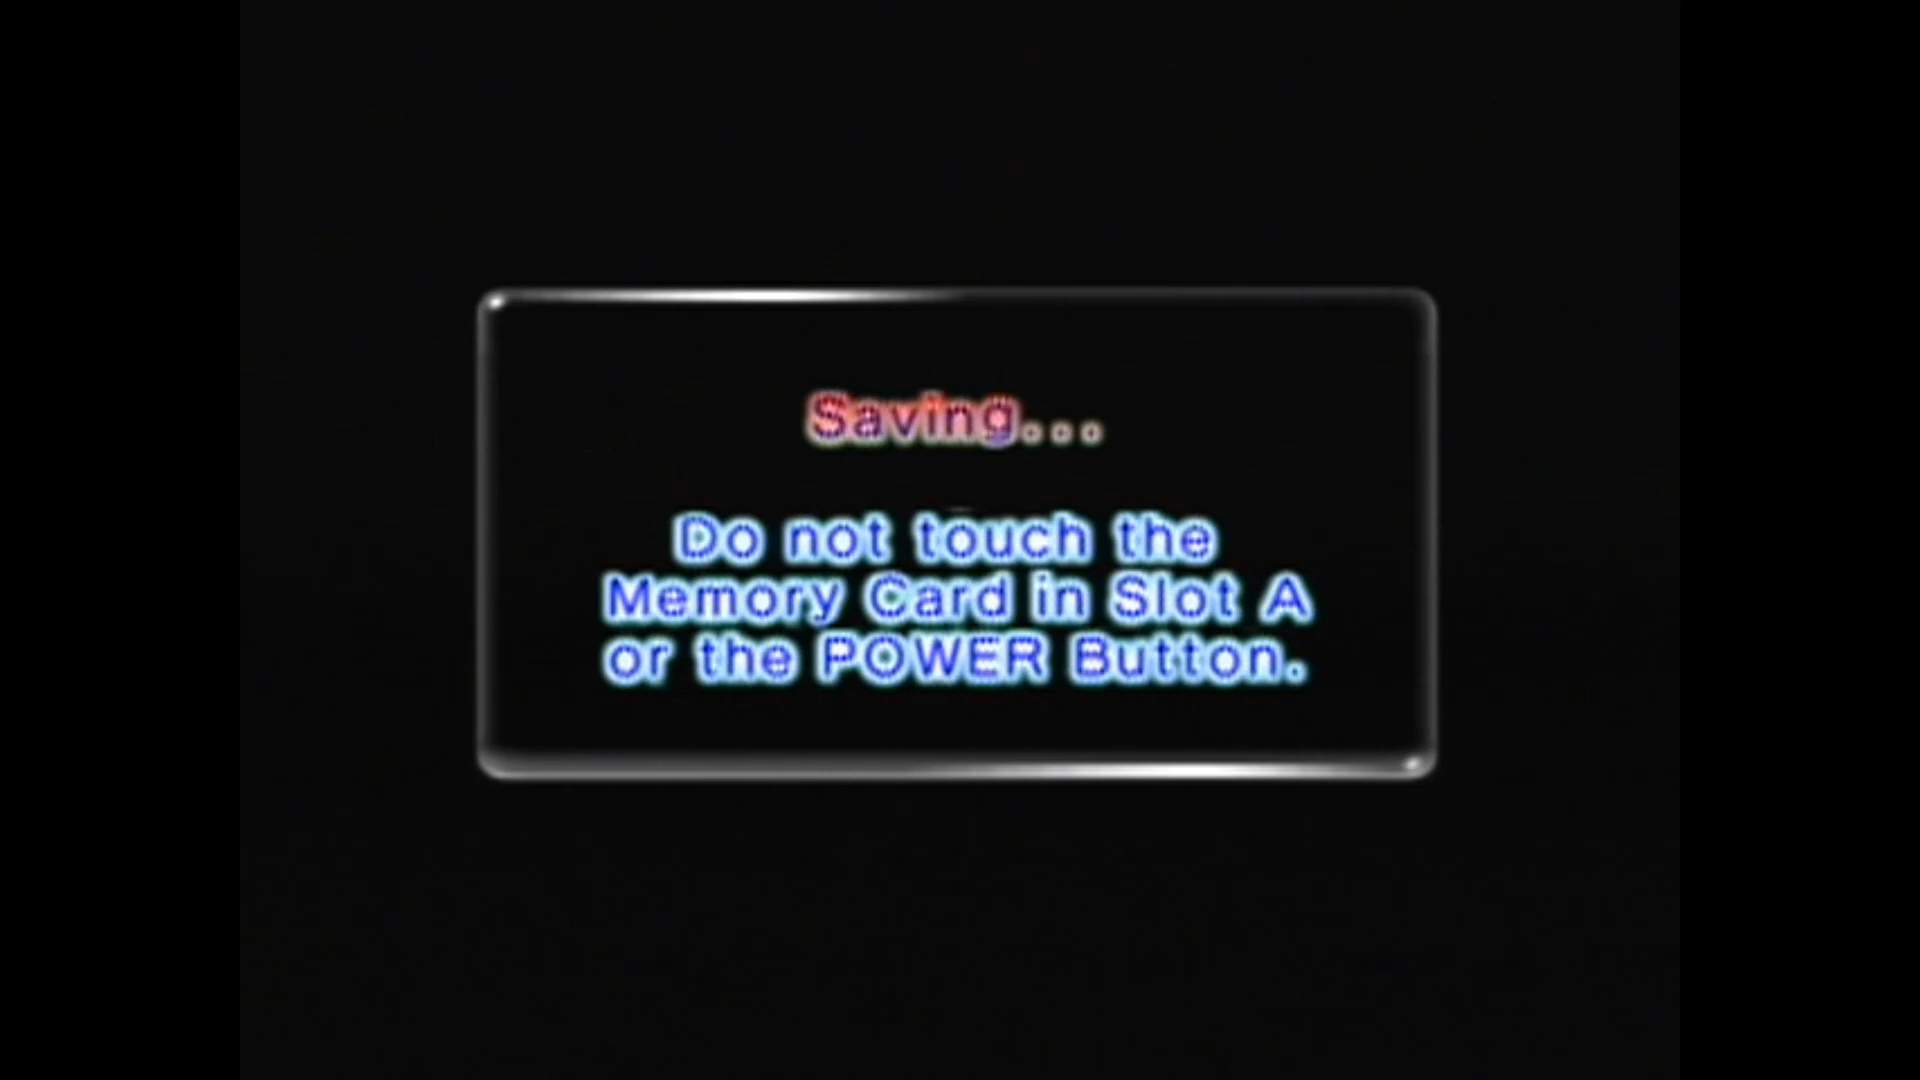 Saving...
Do not touch the
Memory Card in Slot A
or the POWER Button.